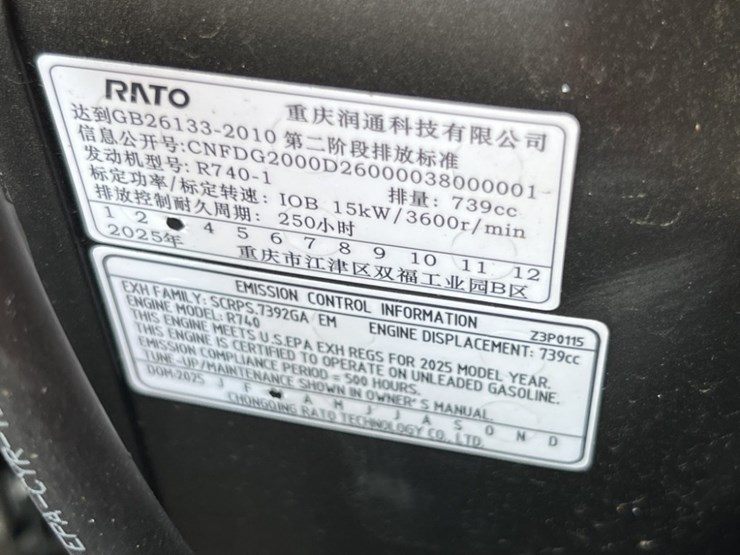 RATO 重庆润通科技有限公司
达到GB26133-2010 第二阶段排放标准
信息公开号:CNFDG2000D26000038000001
发动机型号: R740-1 排量: 739cc
标定功率/标定转速: IOB 15kW/3600r/min
排放控制耐久周期: 250小时
1 2 4 5 6 7 8 9 10 11 12
2025年 重庆市江津区双福工业园B区
EMISSION CONTROL INFORMATION Z3P0115
EXH FAMILY: SCRPS.7392GA EM ENGINE DISPLACEMENT: 739cc
ENGINE MODEL: R740
THIS ENGINE MEETS U.S.EPA EXH REGS FOR 2025 MODEL YEAR.
THIS ENGINE IS CERTIFIED TO OPERATE ON UNLEADED GASOLINE.
EMISSION COMPLIANCE PERIOD = 500 HOURS.
TUNE-UP/MAINTENANCE SHOWN IN OWNER'S MANUAL
DOM:2025 J F A M J J A S O N D
CHONGQING RATO TECHNOLOGY CO., LTD.